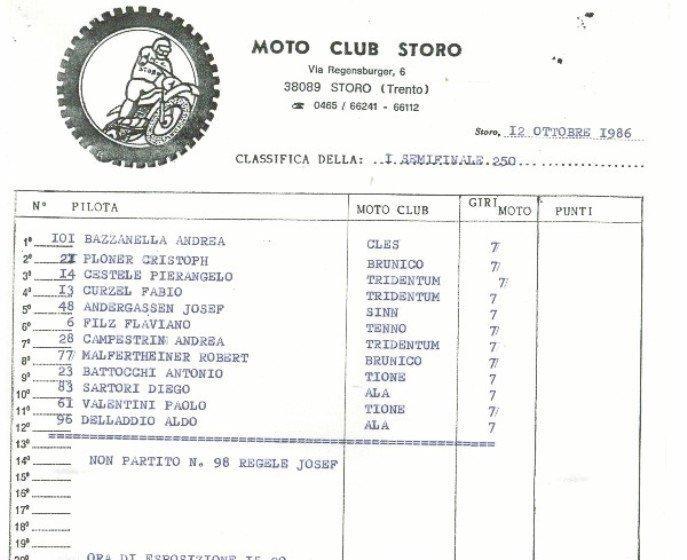 MOTO CLUB STORO
Via Regensburger, 6
38089 STORO (Trento)
☎ 0465 / 66241 - 66112
Storo, 12 OTTOBRE 1986
CLASSIFICA DELLA: I SEMIFINALE 250
N° PILOTA MOTO CLUB GIRI MOTO PUNTI
1° 101 BAZZANELLA ANDREA CLES 7
2° 21 PLONER CRISTOPH BRUNICO 7
3° 14 CESTELE PIERANGELO TRIDENTUM 7
4° 13 CURZEL FABIO TRIDENTUM 7
5° 48 ANDERGASSEN JOSEF SINN 7
6° 6 FILZ FLAVIANO TENNO 7
7° 28 CAMPESTRIN ANDREA TRIDENTUM 7
8° 77 MALFERTHEINER ROBERT BRUNICO 7
9° 23 BATTOCCHI ANTONIO TIONE 7
10° 83 SARTORI DIEGO ALA 7
11° 61 VALENTINI PAOLO TIONE 7
12° 96 DELLADDIO ALDO ALA 7
13°
14° NON PARTITO N. 98 REGELE JOSEF
15°
16°
17°
18°
19°
20° ORA DI ESPOSIZIONE